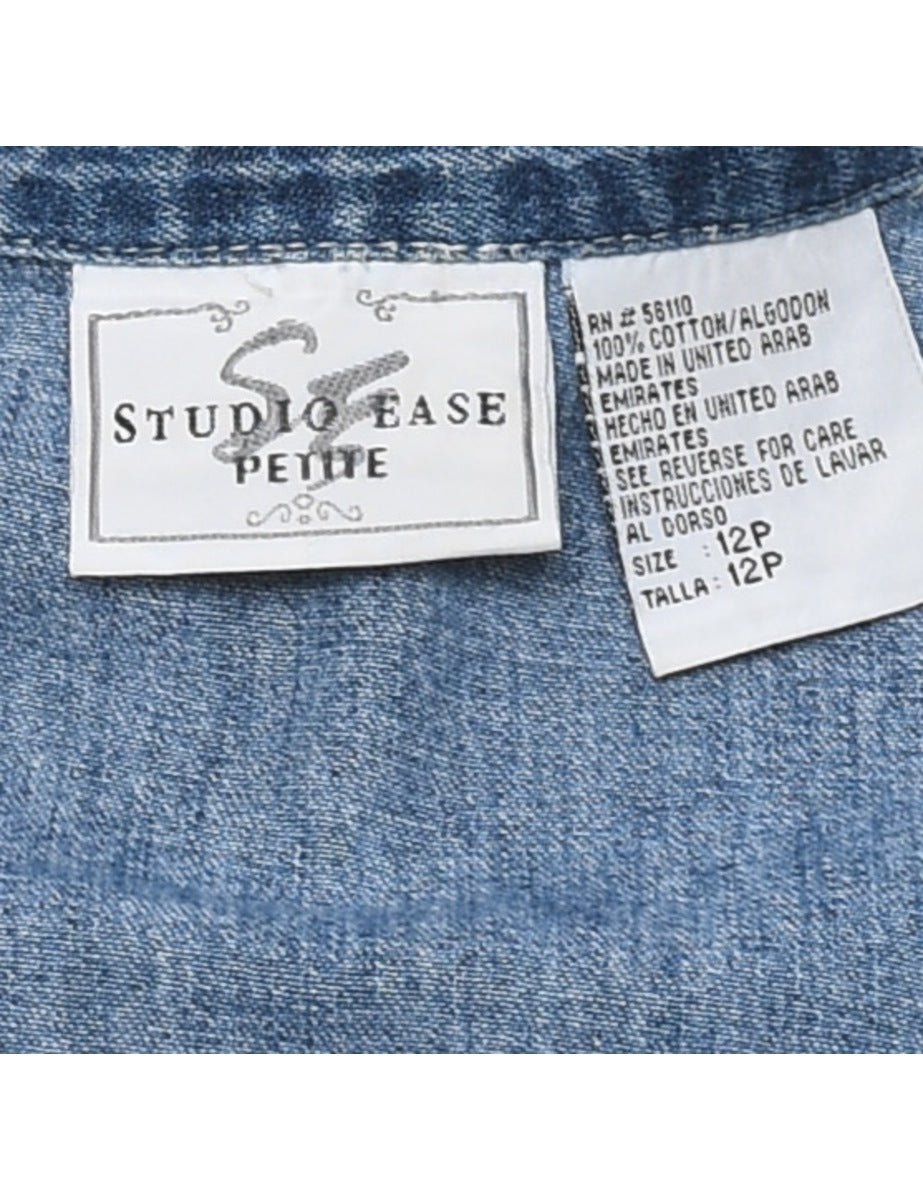 SE
STUDIO EASE
PETITE
RN # 56110
100% COTTON/ALGODON
MADE IN UNITED ARAB
EMIRATES
HECHO EN UNITED ARAB
EMIRATES
SEE REVERSE FOR CARE
INSTRUCCIONES DE LAVAR
AL DORSO
SIZE : 12P
TALLA : 12P